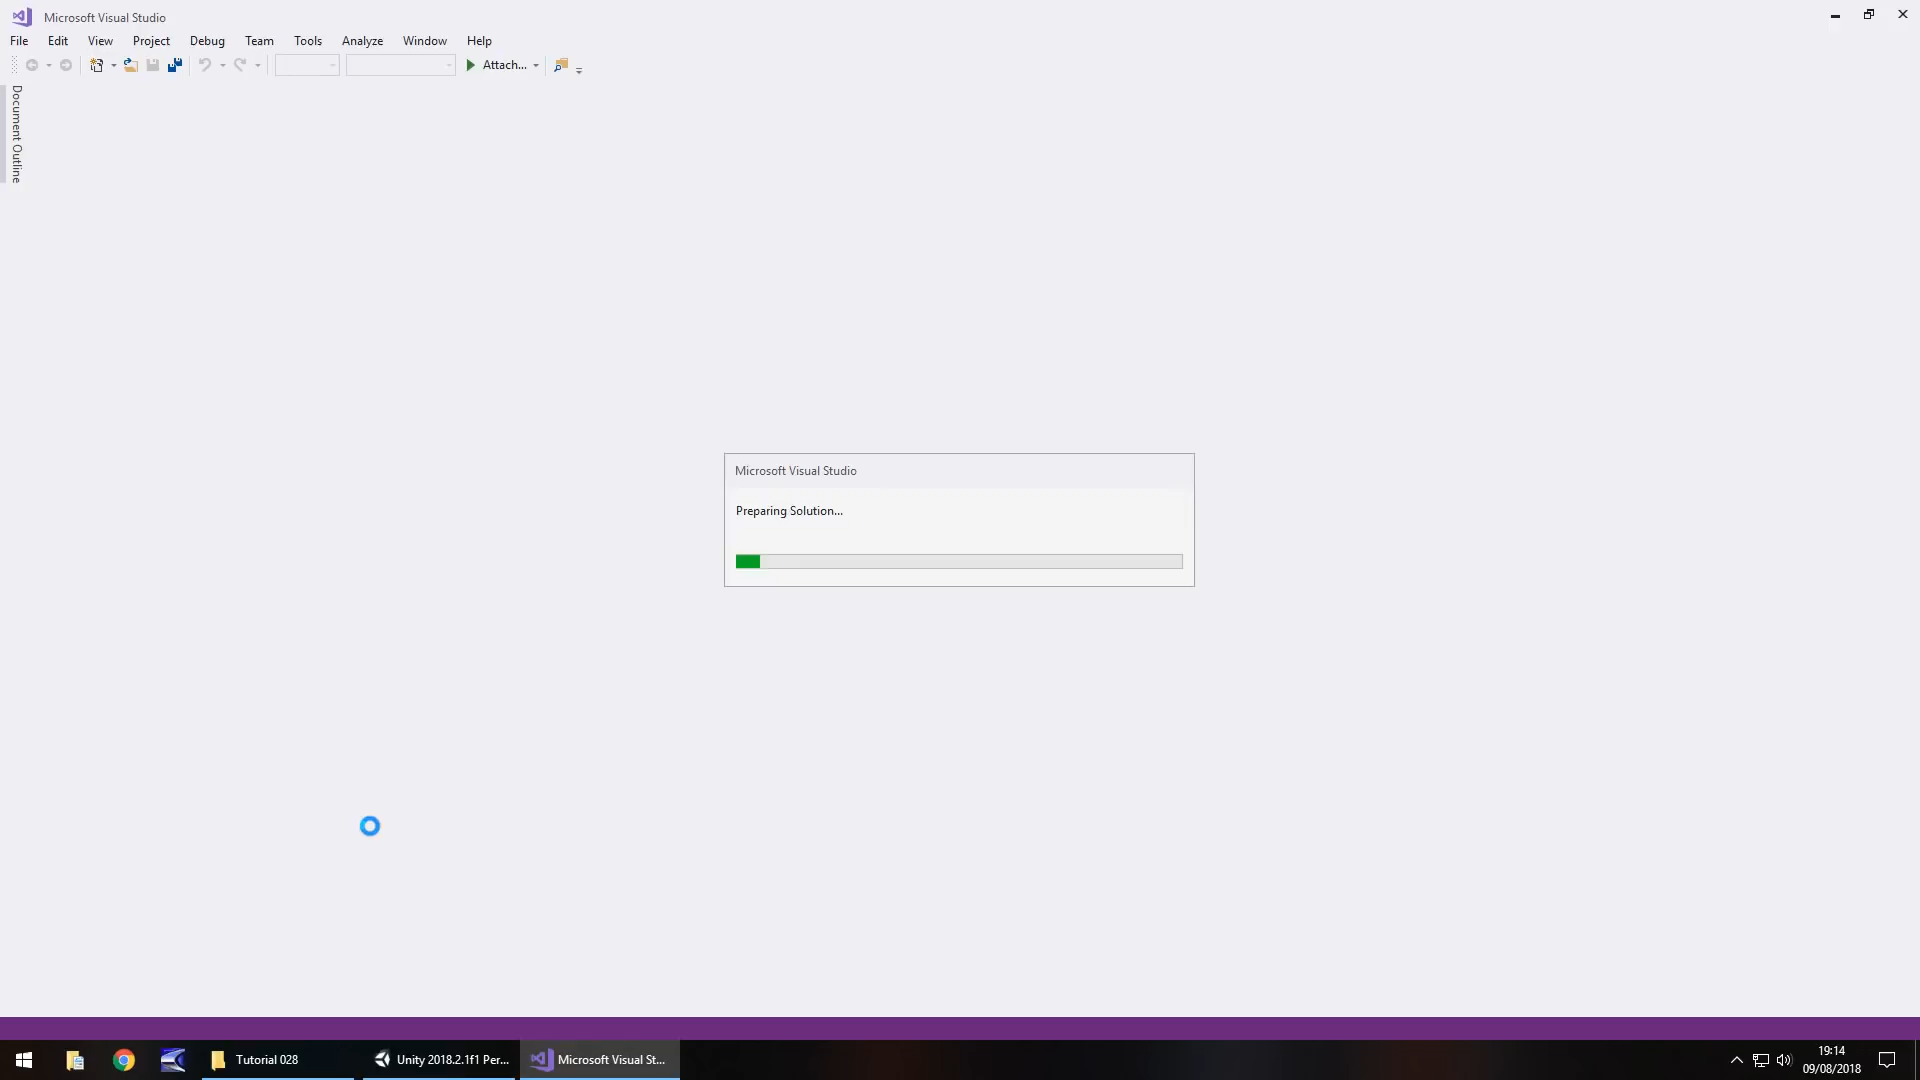 Microsoft Visual Studio
File Edit View Project Debug Team Tools Analyze Window Help
Attach...
Document Outline
Microsoft Visual Studio
Preparing Solution...
Tutorial 028
Unity 2018.2.1f1 Per...
Microsoft Visual St...
19:14
09/08/2018